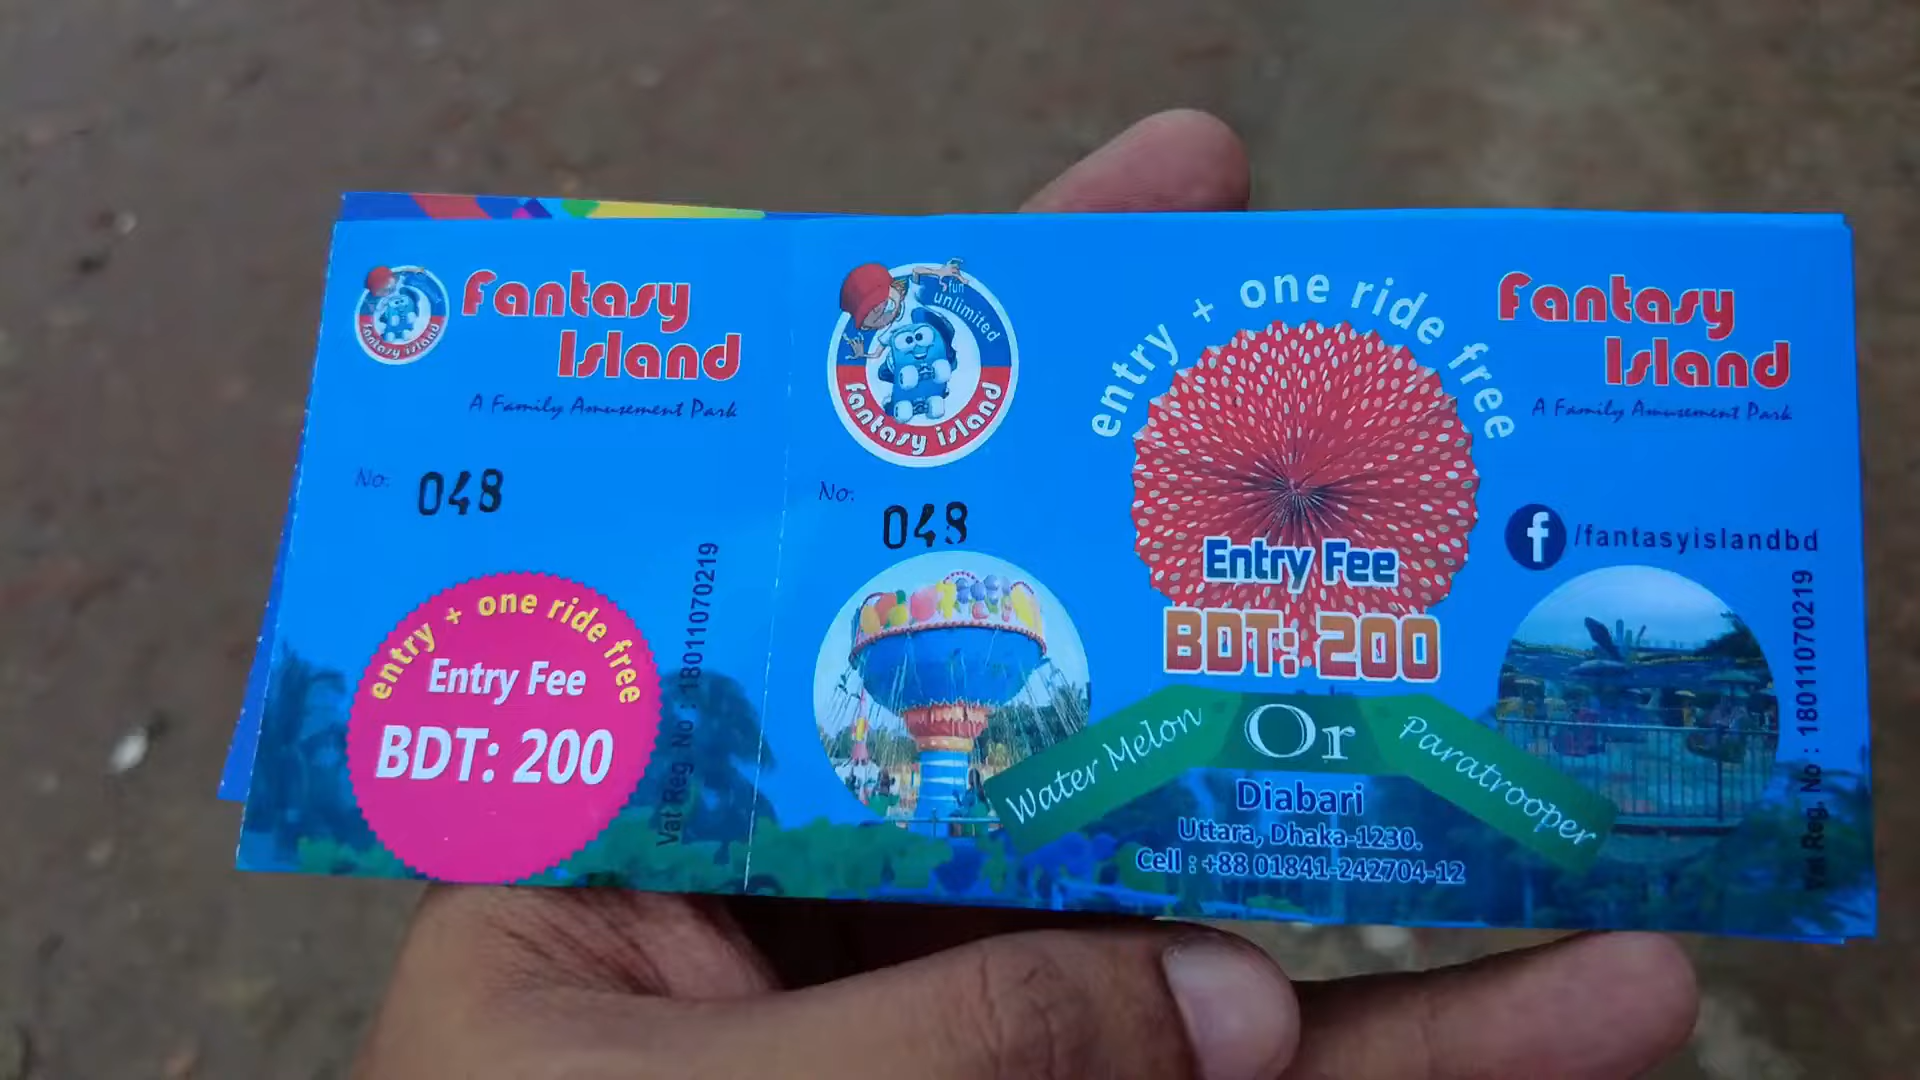 fantasy island
Fantasy
Island
A Family Amusement Park
No: 048
entry + one ride free
Entry Fee
BDT: 200
Vat Reg No : 18011070219
fun
unlimited
fantasy island
No: 048
entry + one ride free
Entry Fee
BDT: 200
Water Melon Or Paratrooper
Diabari
Uttara, Dhaka-1230.
Cell : +88 01841-242704-12
Fantasy
Island
A Family Amusement Park
f /fantasyislandbd
Vat Reg. No : 18011070219